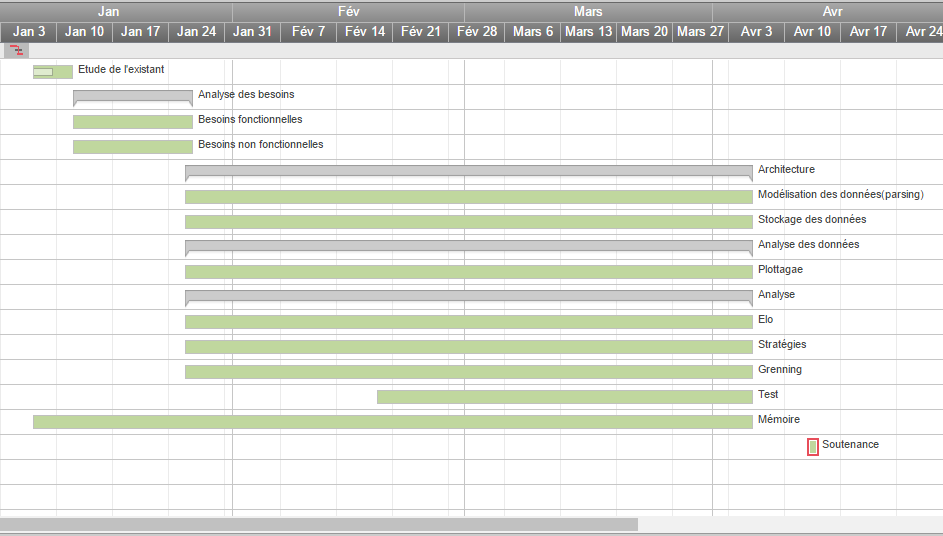 Jan Fév Mars Avr
Jan 3 Jan 10 Jan 17 Jan 24 Jan 31 Fév 7 Fév 14 Fév 21 Fév 28 Mars 6 Mars 13 Mars 20 Mars 27 Avr 3 Avr 10 Avr 17 Avr 24
Etude de l'existant
Analyse des besoins
Besoins fonctionnelles
Besoins non fonctionnelles
Architecture
Modélisation des données(parsing)
Stockage des données
Analyse des données
Plottagae
Analyse
Elo
Stratégies
Grenning
Test
Mémoire
Soutenance